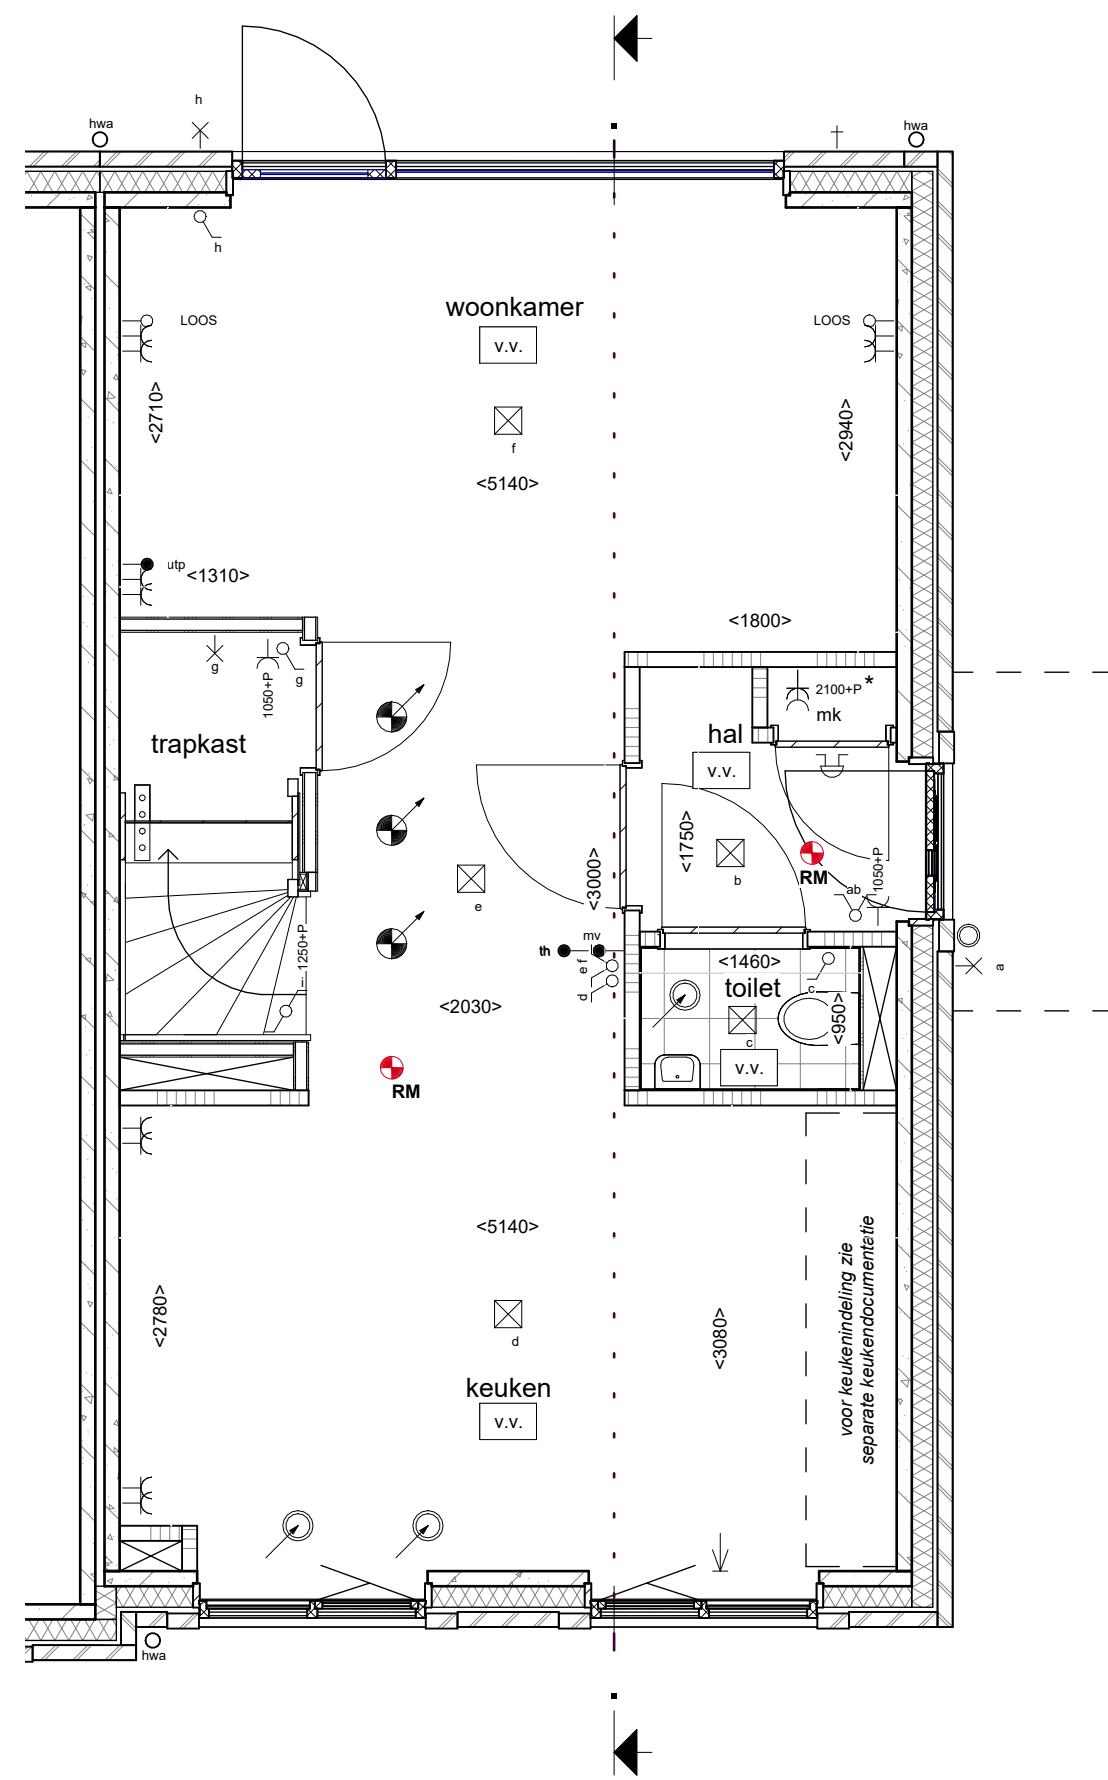 h
hwa
hwa
h
woonkamer
v.v.
LOOS
LOOS
<2710>
<2940>
f
<5140>
utp
<1310>
<1800>
g
g
1050+P
2100+P *
mk
trapkast
hal
v.v.
<1750>
b
RM
1050+P
ab
<3000>
e
th
mv
e f
d
1250+P
i
<1460>
c
toilet
c
<950>
v.v.
a
<2030>
RM
<5140>
<2780>
<3080>
d
keuken
v.v.
voor keukenindeling zie
separate keukendocumentatie
hwa